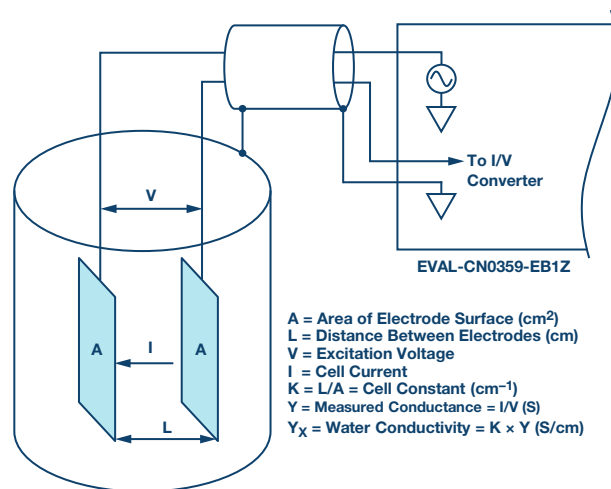 V
To I/V
Converter
EVAL-CN0359-EB1Z
A
I
A
L
A = Area of Electrode Surface (cm²)
L = Distance Between Electrodes (cm)
V = Excitation Voltage
I = Cell Current
K = L/A = Cell Constant (cm⁻¹)
Y = Measured Conductance = I/V (S)
Yₓ = Water Conductivity = K × Y (S/cm)